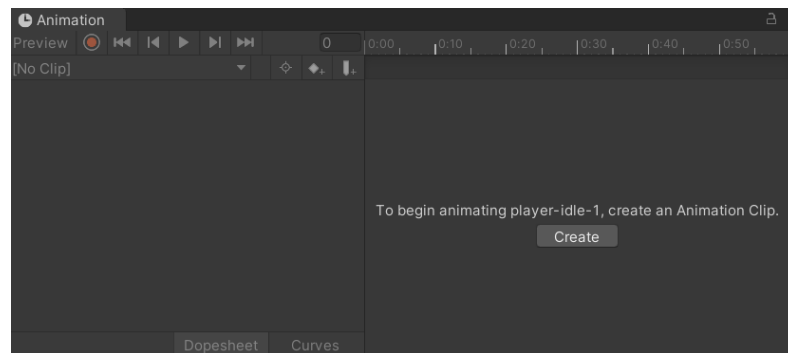 Animation
Preview 0 0:00 0:10 0:20 0:30 0:40 0:50
[No Clip]
To begin animating player-idle-1, create an Animation Clip.
Create
Dopesheet Curves